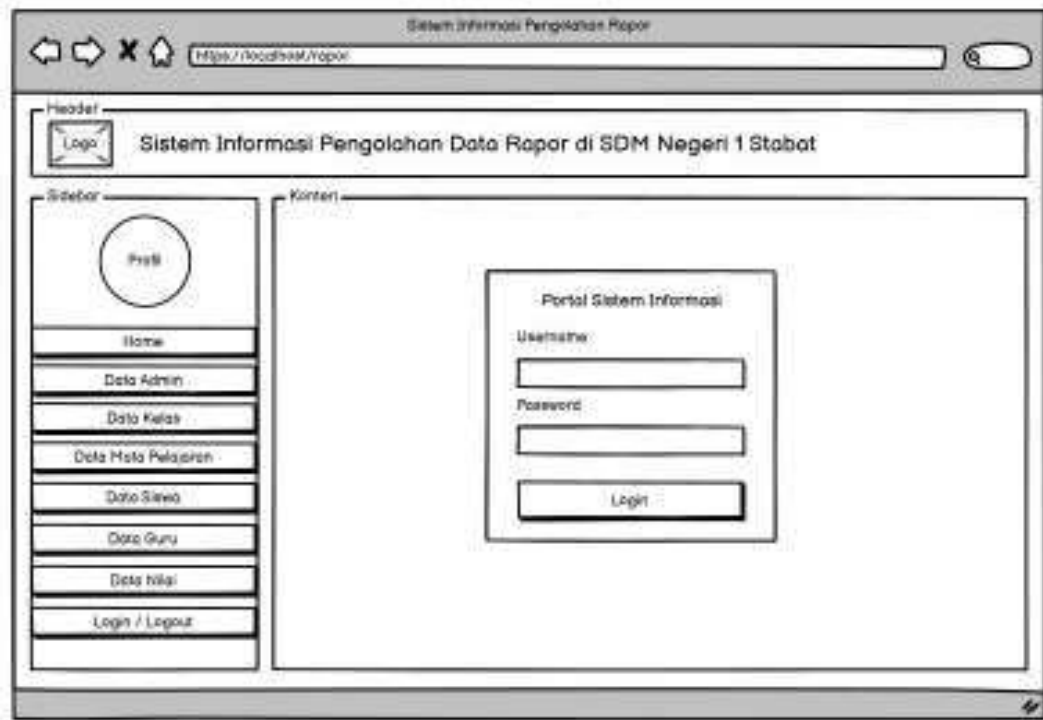 Sistem Informasi Pengolahan Rapor
https://localhost/rapor
Header
Logo
Sistem Informasi Pengolahan Data Rapor di SDM Negeri 1 Stabat
Sidebar
Profil
Home
Data Admin
Data Kelas
Data Mata Pelajaran
Data Siswa
Data Guru
Data Nilai
Login / Logout
Konten
Portal Sistem Informasi
Username
Password
Login